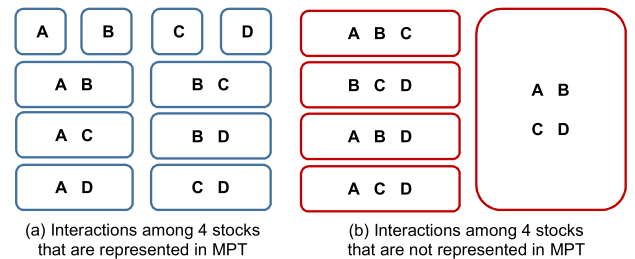 A B C D
A B B C
A C B D
A D C D
(a) Interactions among 4 stocks
that are represented in MPT
A B C
B C D
A B D
A C D
A B
C D
(b) Interactions among 4 stocks
that are not represented in MPT